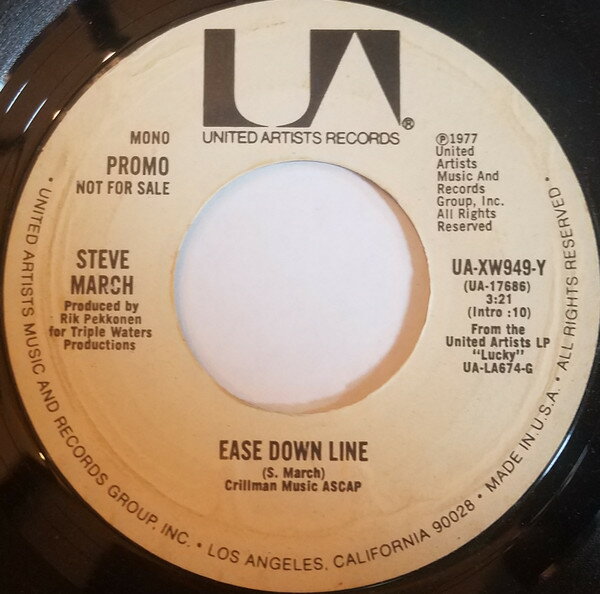 UA®
UNITED ARTISTS RECORDS
MONO
PROMO
NOT FOR SALE
℗1977
United
Artists
Music And
Records
Group, Inc.
All Rights
Reserved
STEVE
MARCH
Produced by
Rik Pekkonen
for Triple Waters
Productions
UA-XW949-Y
(UA-17686)
3:21
(Intro :10)
From the
United Artists LP
"Lucky"
UA-LA674-G
EASE DOWN LINE
(S. March)
Crillman Music ASCAP
• UNITED ARTISTS MUSIC AND RECORDS GROUP, INC. • LOS ANGELES, CALIFORNIA 90028 • MADE IN U.S.A. • ALL RIGHTS RESERVED •